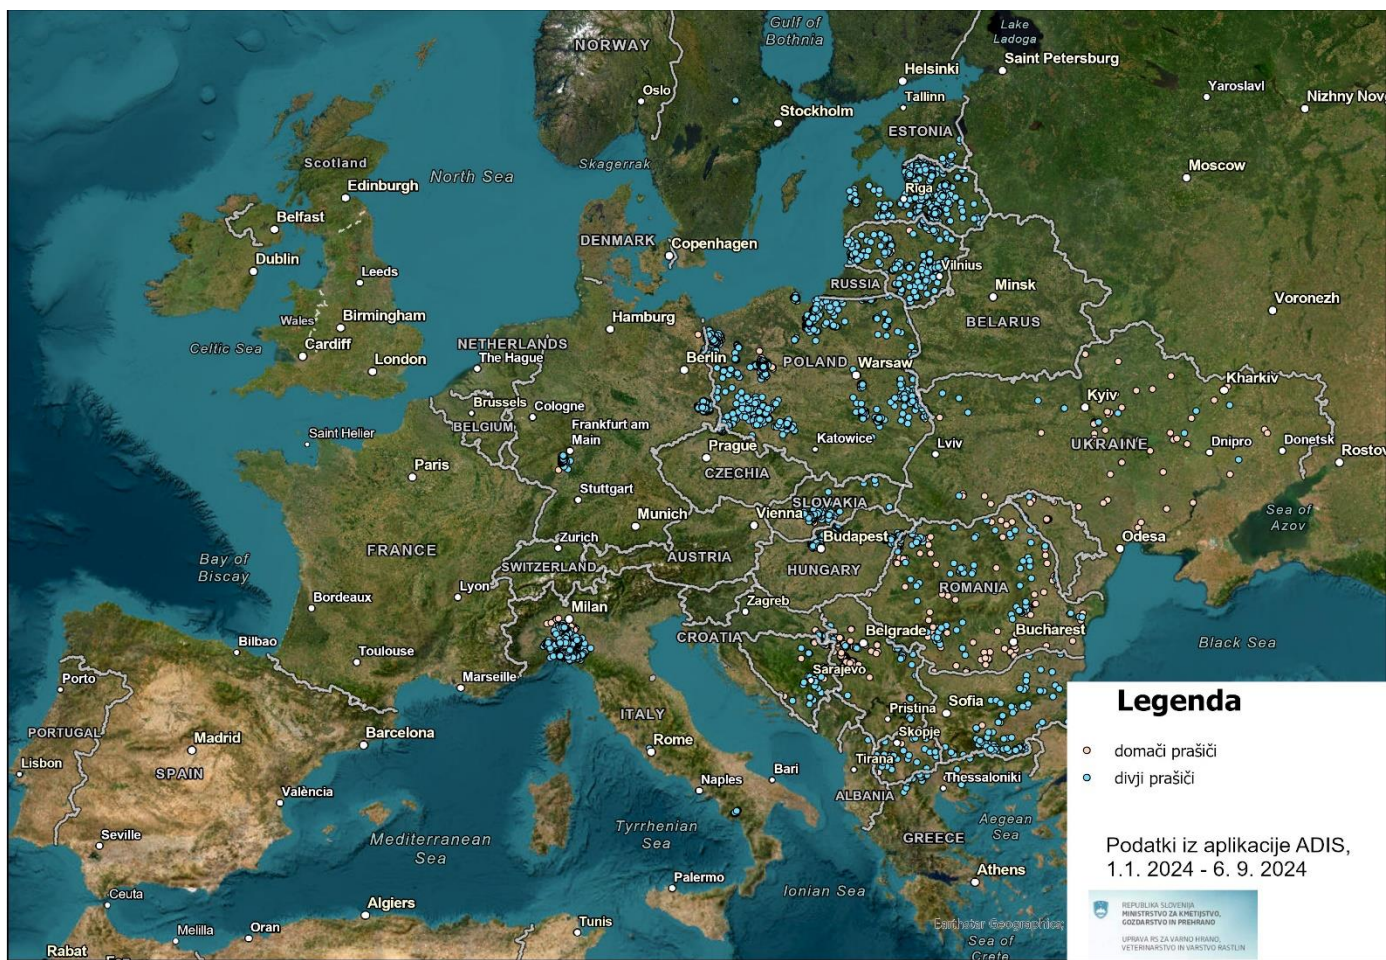 Gulf of
Bothnia
Lake
Ladoga
NORWAY
Helsinki
Saint Petersburg
Oslo
Tallinn
Yaroslavl
Nizhny Novg
Stockholm
ESTONIA
Scotland
Skagerrak
North Sea
Moscow
Edinburgh
Riga
Belfast
DENMARK
Copenhagen
Dublin
Leeds
Vilnius
RUSSIA
Minsk
Voronezh
Wales
Birmingham
Hamburg
BELARUS
Celtic Sea
Cardiff
NETHERLANDS
The Hague
Berlin
POLAND
Warsaw
London
Kharkiv
Brussels
Cologne
Kyiv
BELGIUM
Saint Helier
Frankfurt am
Main
Katowice
Lviv
UKRAINE
Dnipro
Donetsk
Rostov
Paris
Prague
CZECHIA
Stuttgart
SLOVAKIA
Munich
Vienna
Sea of
Azov
Zurich
Budapest
Odesa
FRANCE
AUSTRIA
Bay of
Biscay
SWITZERLAND
HUNGARY
ROMANIA
Lyon
Bordeaux
Milan
Zagreb
Bilbao
CROATIA
Belgrade
Bucharest
Black Sea
Toulouse
Sarajevo
Marseille
Porto
Pristina
Sofia
ITALY
PORTUGAL
Barcelona
Skopje
Madrid
Rome
Lisbon
SPAIN
Tirana
Naples
Bari
Thessaloniki
València
ALBANIA
Seville
Mediterranean
Sea
Tyrrhenian
Sea
Aegean
Sea
GREECE
Palermo
Ionian Sea
Athens
Ceuta
Algiers
Tunis
Melilla
Oran
Rabat
Earthstar Geographics;
Sea of
Crete
Legenda
domači prašiči
divji prašiči
Podatki iz aplikacije ADIS,
1.1. 2024 - 6. 9. 2024
REPUBLIKA SLOVENIJA
MINISTRSTVO ZA KMETIJSTVO,
GOZDARSTVO IN PREHRANO
UPRAVA RS ZA VARNO HRANO,
VETERINARSTVO IN VARSTVO RASTLIN